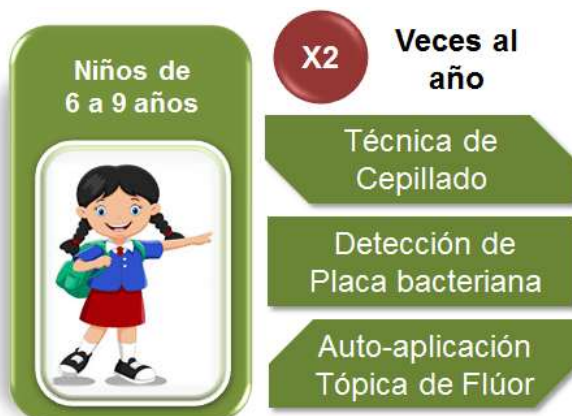 Niños de
6 a 9 años
X2
Veces al
año
Técnica de
Cepillado
Detección de
Placa bacteriana
Auto-aplicación
Tópica de Flúor